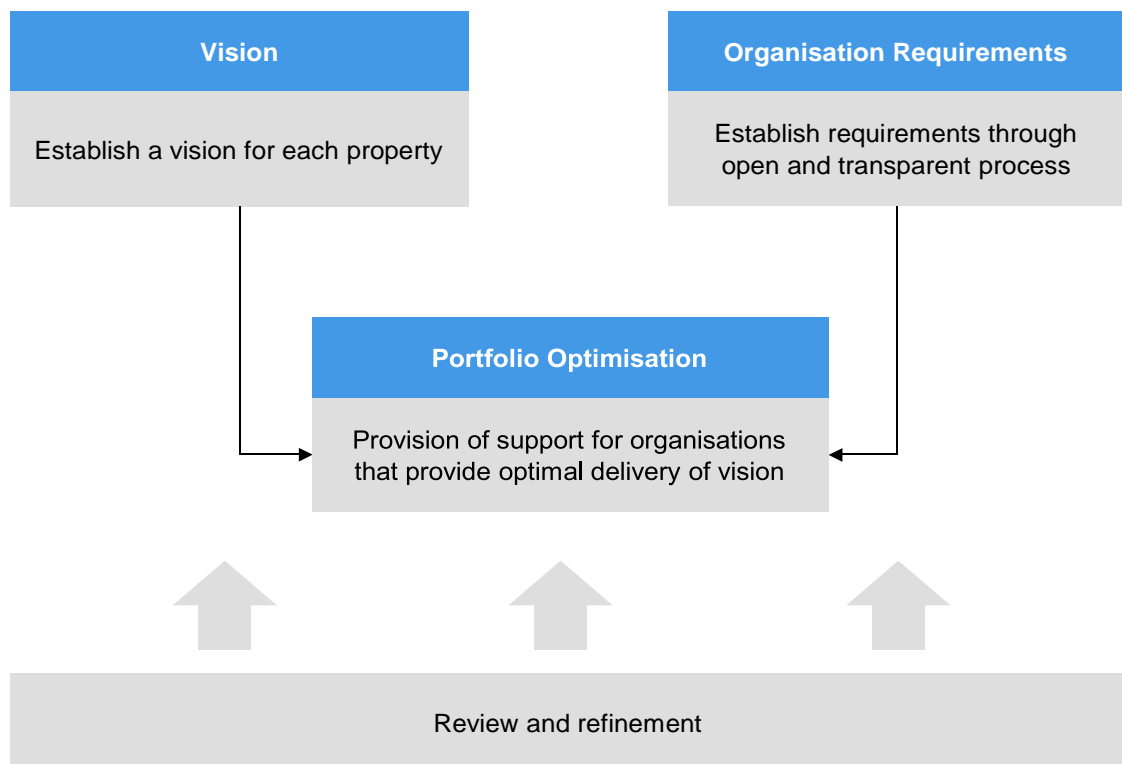 Vision
Establish a vision for each property
Organisation Requirements
Establish requirements through
open and transparent process
Portfolio Optimisation
Provision of support for organisations
that provide optimal delivery of vision
Review and refinement